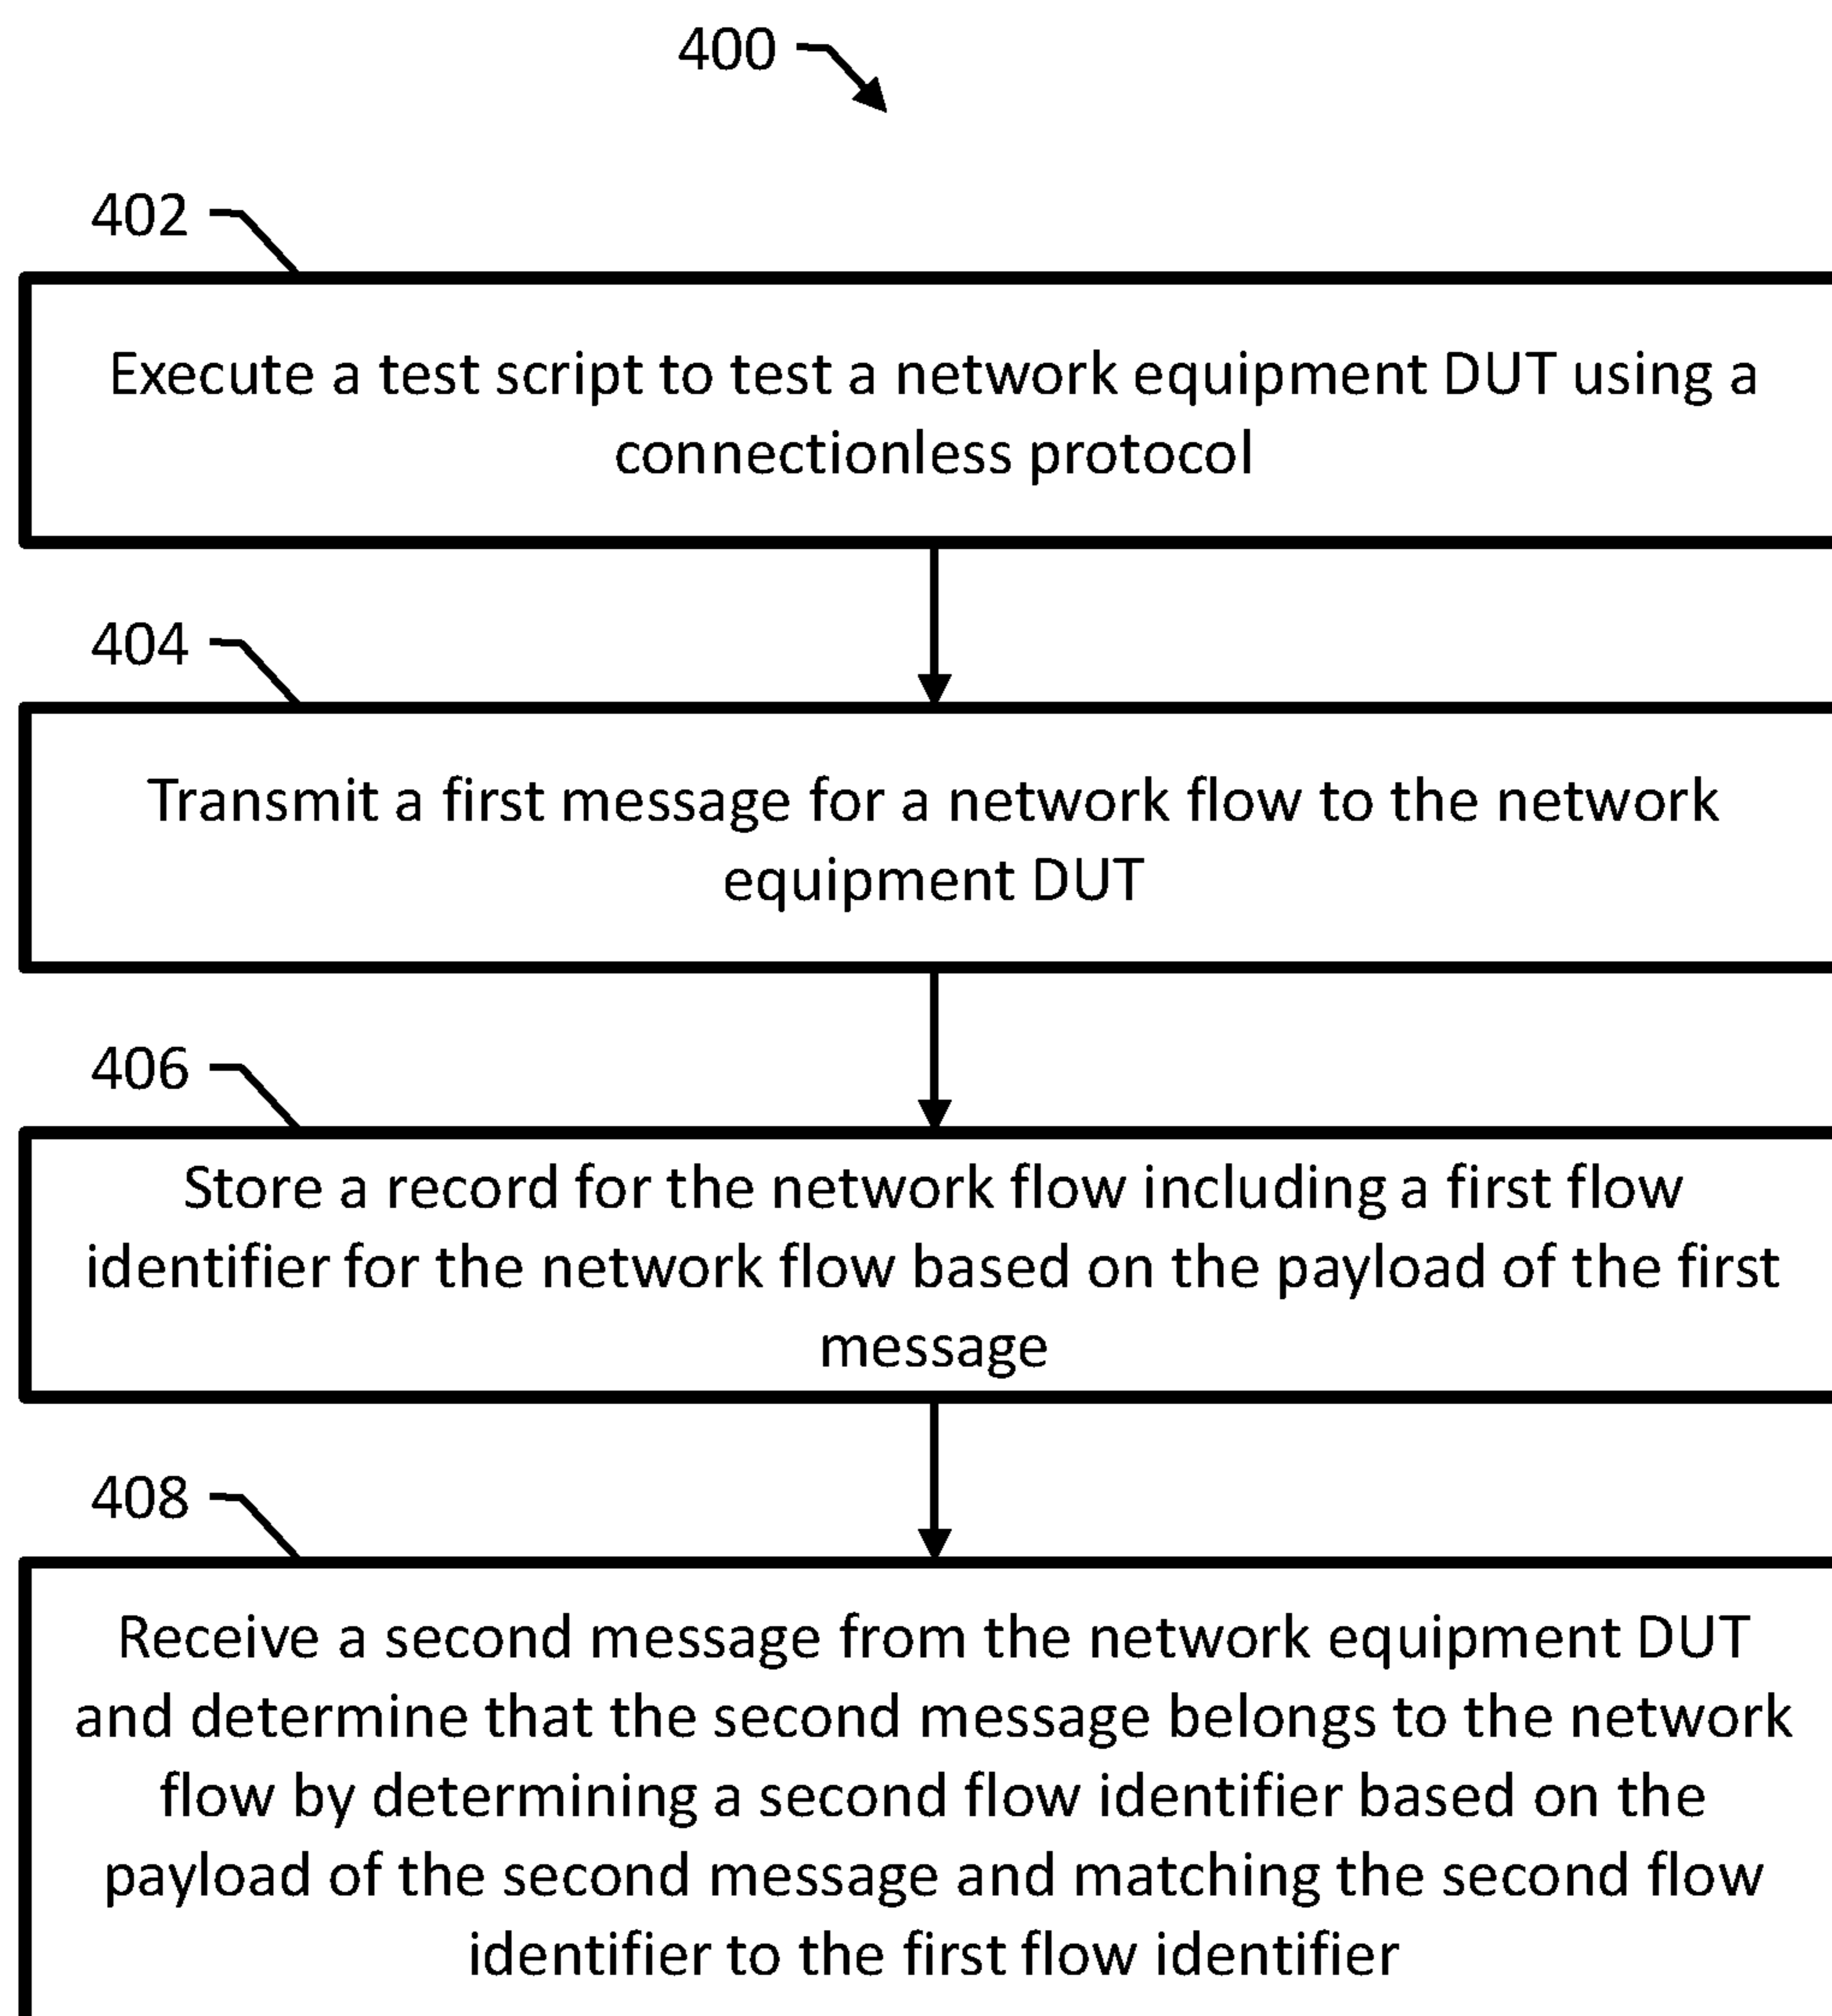 400
402
Execute a test script to test a network equipment DUT using a
connectionless protocol
404
Transmit a first message for a network flow to the network
equipment DUT
406
Store a record for the network flow including a first flow
identifier for the network flow based on the payload of the first
message
408
Receive a second message from the network equipment DUT
and determine that the second message belongs to the network
flow by determining a second flow identifier based on the
payload of the second message and matching the second flow
identifier to the first flow identifier